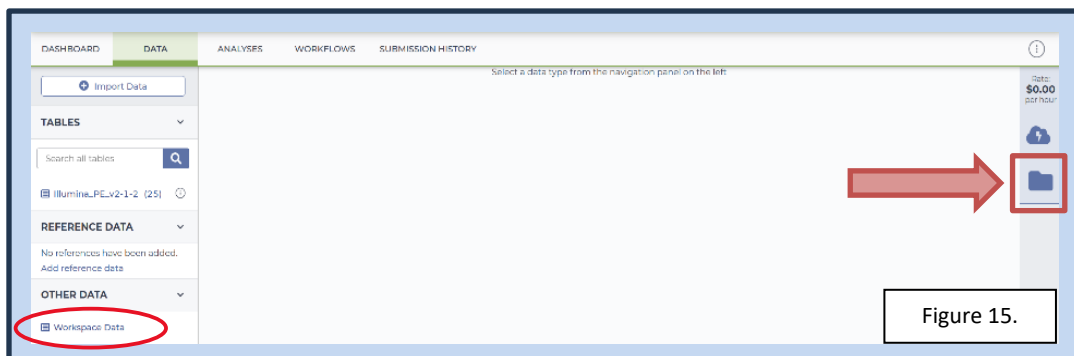 DASHBOARD DATA ANALYSES WORKFLOWS SUBMISSION HISTORY
Select a data type from the navigation panel on the left
Import Data
Rate:
$0.00
per hour
TABLES
Search all tables
Illumina_PE_v2-1-2 (25)
REFERENCE DATA
No references have been added.
Add reference data
OTHER DATA
Workspace Data
Figure 15.